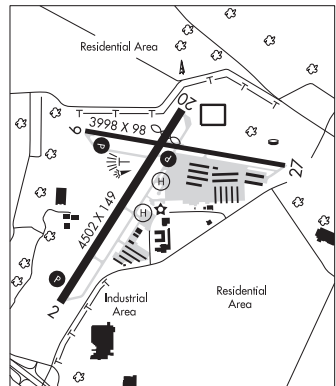 Residential Area
20
9
3998 X 98
P
P
27
H
H
4502 X 149
P
2
Industrial
Area
Residential
Area